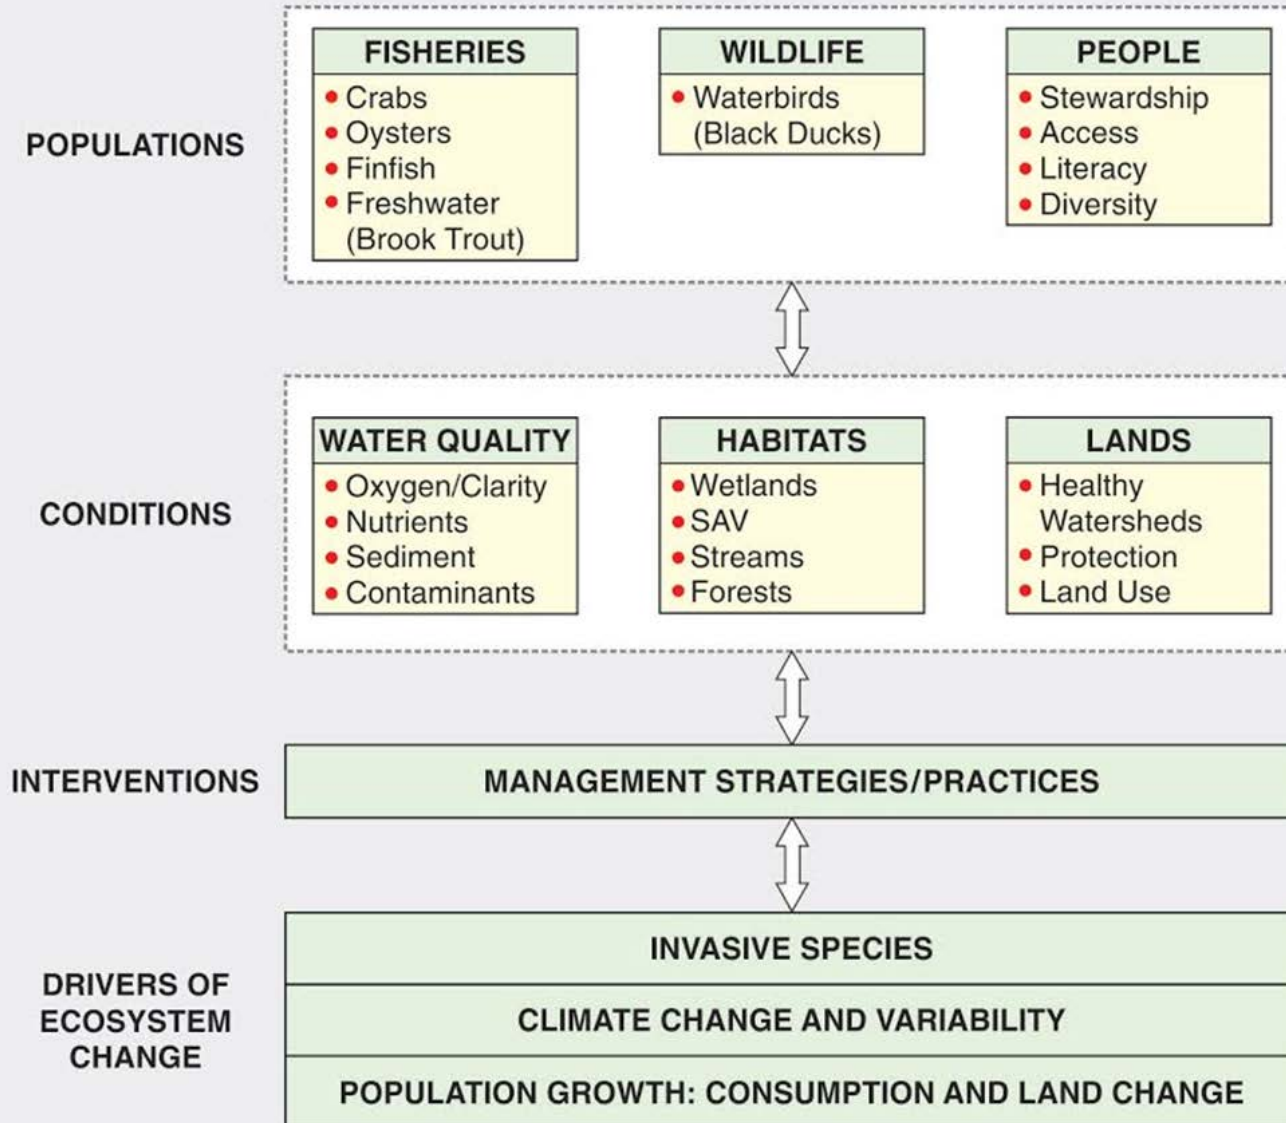 POPULATIONS
FISHERIES
• Crabs
• Oysters
• Finfish
• Freshwater
(Brook Trout)
WILDLIFE
• Waterbirds
(Black Ducks)
PEOPLE
• Stewardship
• Access
• Literacy
• Diversity
CONDITIONS
WATER QUALITY
• Oxygen/Clarity
• Nutrients
• Sediment
• Contaminants
HABITATS
• Wetlands
• SAV
• Streams
• Forests
LANDS
• Healthy
Watersheds
• Protection
• Land Use
INTERVENTIONS
MANAGEMENT STRATEGIES/PRACTICES
DRIVERS OF
ECOSYSTEM
CHANGE
INVASIVE SPECIES
CLIMATE CHANGE AND VARIABILITY
POPULATION GROWTH: CONSUMPTION AND LAND CHANGE